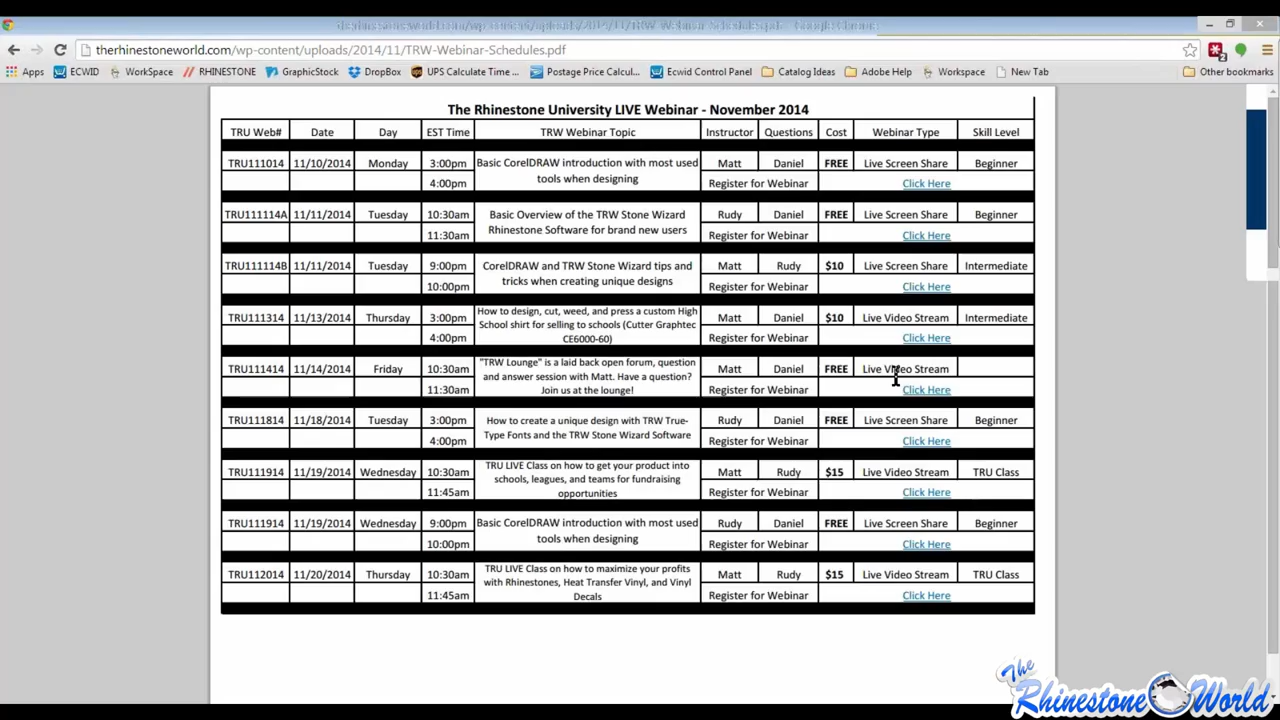 therhinestoneworld.com/wp-content/uploads/2014/11/TRW-Webinar-Schedules.pdf - Google Chrome
therhinestoneworld.com/wp-content/uploads/2014/11/TRW-Webinar-Schedules.pdf
Apps ECWID WorkSpace RHINESTONE GraphicStock DropBox UPS Calculate Time ... Postage Price Calcul... Ecwid Control Panel Catalog Ideas Adobe Help Workspace New Tab Other bookmarks
The Rhinestone University LIVE Webinar - November 2014
TRU Web# Date Day EST Time TRW Webinar Topic Instructor Questions Cost Webinar Type Skill Level
TRU111014 11/10/2014 Monday 3:00pm Basic CorelDRAW introduction with most used Matt Daniel FREE Live Screen Share Beginner
4:00pm tools when designing Register for Webinar Click Here
TRU111114A 11/11/2014 Tuesday 10:30am Basic Overview of the TRW Stone Wizard Rudy Daniel FREE Live Screen Share Beginner
11:30am Rhinestone Software for brand new users Register for Webinar Click Here
TRU111114B 11/11/2014 Tuesday 9:00pm CorelDRAW and TRW Stone Wizard tips and Matt Rudy $10 Live Screen Share Intermediate
10:00pm tricks when creating unique designs Register for Webinar Click Here
How to design, cut, weed, and press a custom High
TRU111314 11/13/2014 Thursday 3:00pm School shirt for selling to schools (Cutter Graphtec Matt Daniel $10 Live Video Stream Intermediate
4:00pm CE6000-60) Register for Webinar Click Here
"TRW Lounge" is a laid back open forum, question
TRU111414 11/14/2014 Friday 10:30am and answer session with Matt. Have a question? Matt Daniel FREE Live Video Stream
11:30am Join us at the lounge! Register for Webinar Click Here
TRU111814 11/18/2014 Tuesday 3:00pm How to create a unique design with TRW True- Rudy Daniel FREE Live Screen Share Beginner
4:00pm Type Fonts and the TRW Stone Wizard Software Register for Webinar Click Here
TRU LIVE Class on how to get your product into
TRU111914 11/19/2014 Wednesday 10:30am schools, leagues, and teams for fundraising Matt Rudy $15 Live Video Stream TRU Class
11:45am opportunities Register for Webinar Click Here
TRU111914 11/19/2014 Wednesday 9:00pm Basic CorelDRAW introduction with most used Rudy Daniel FREE Live Screen Share Beginner
10:00pm tools when designing Register for Webinar Click Here
TRU LIVE Class on how to maximize your profits
TRU112014 11/20/2014 Thursday 10:30am with Rhinestones, Heat Transfer Vinyl, and Vinyl Matt Rudy $15 Live Video Stream TRU Class
11:45am Decals Register for Webinar Click Here
The
Rhinestone World